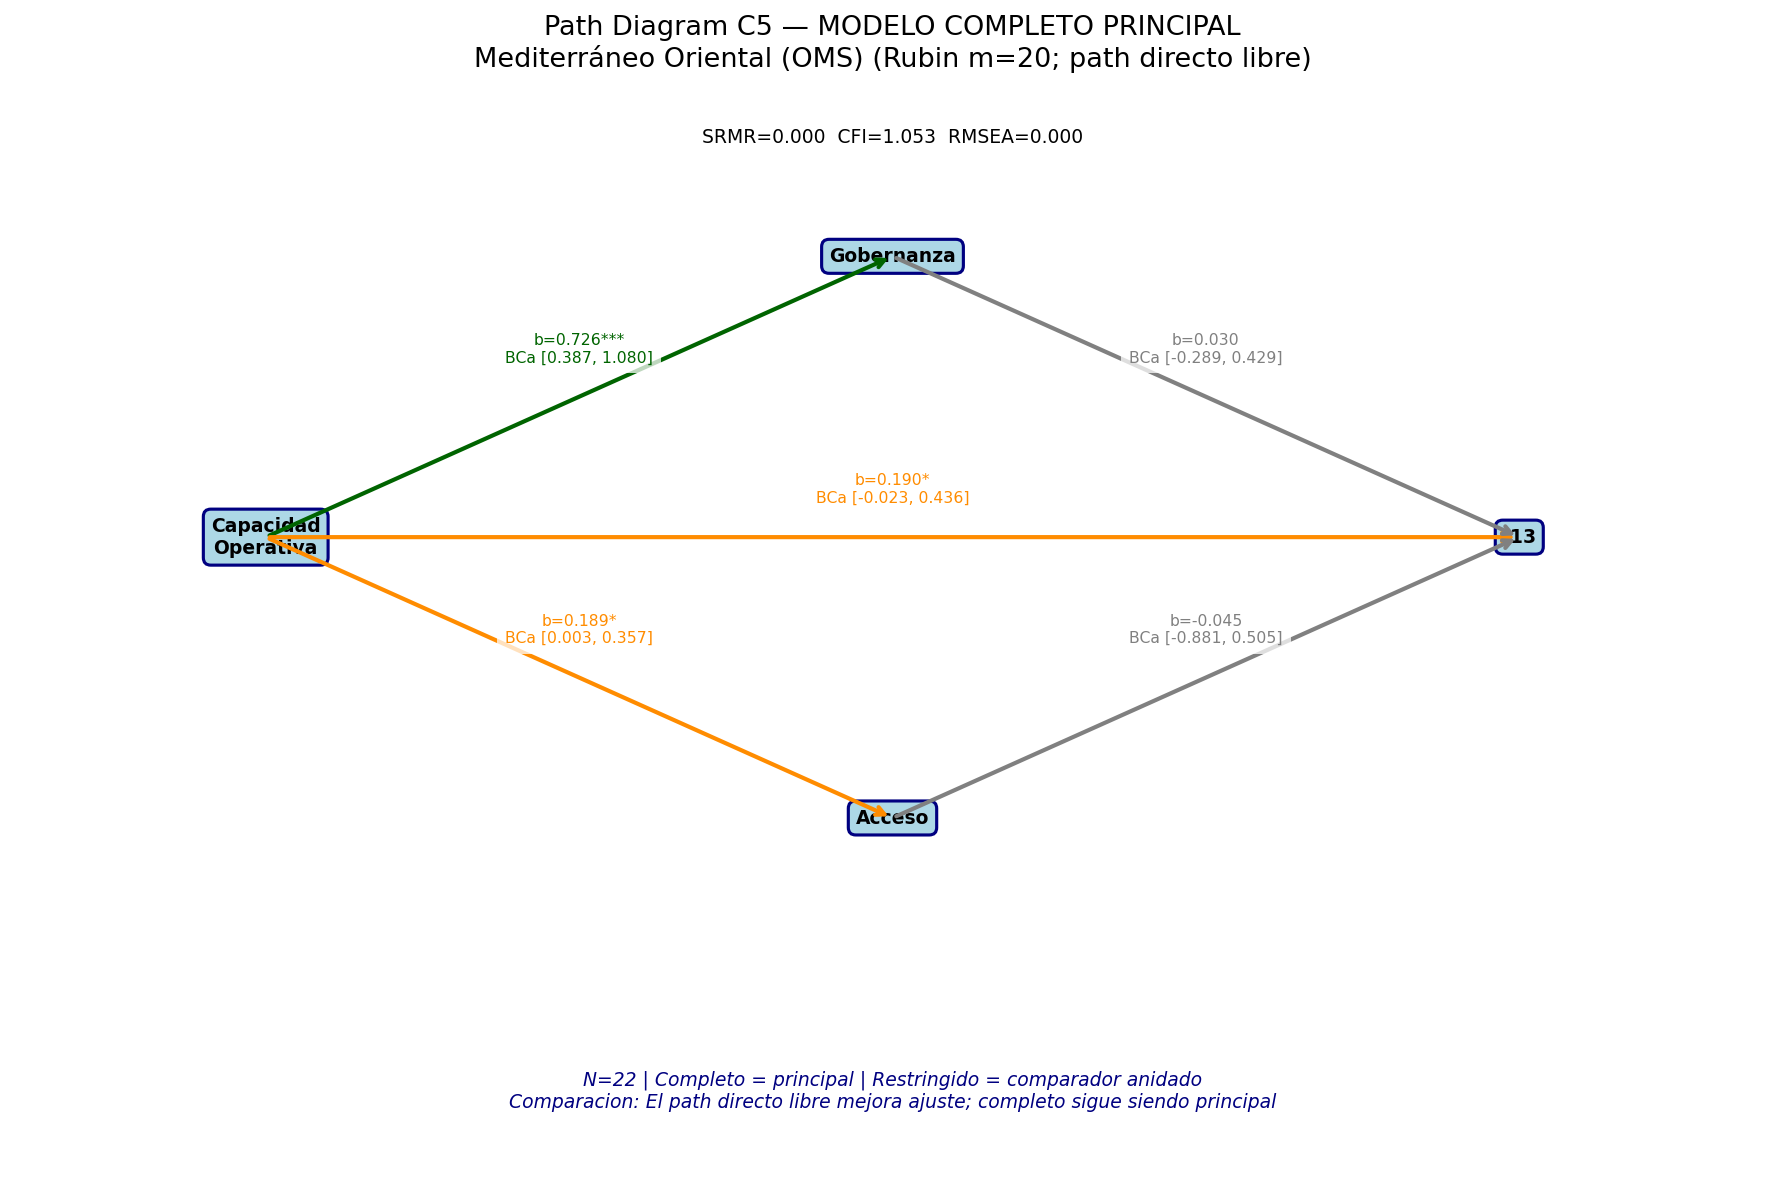 Path Diagram C5 — MODELO COMPLETO PRINCIPAL
Mediterráneo Oriental (OMS) (Rubin m=20; path directo libre)
SRMR=0.000  CFI=1.053  RMSEA=0.000
Gobernanza
b=0.726***
BCa [0.387, 1.080]
b=0.030
BCa [-0.289, 0.429]
b=0.190*
BCa [-0.023, 0.436]
Capacidad
Operativa
13
b=0.189*
BCa [0.003, 0.357]
b=-0.045
BCa [-0.881, 0.505]
Acceso
N=22 | Completo = principal | Restringido = comparador anidado
Comparacion: El path directo libre mejora ajuste; completo sigue siendo principal